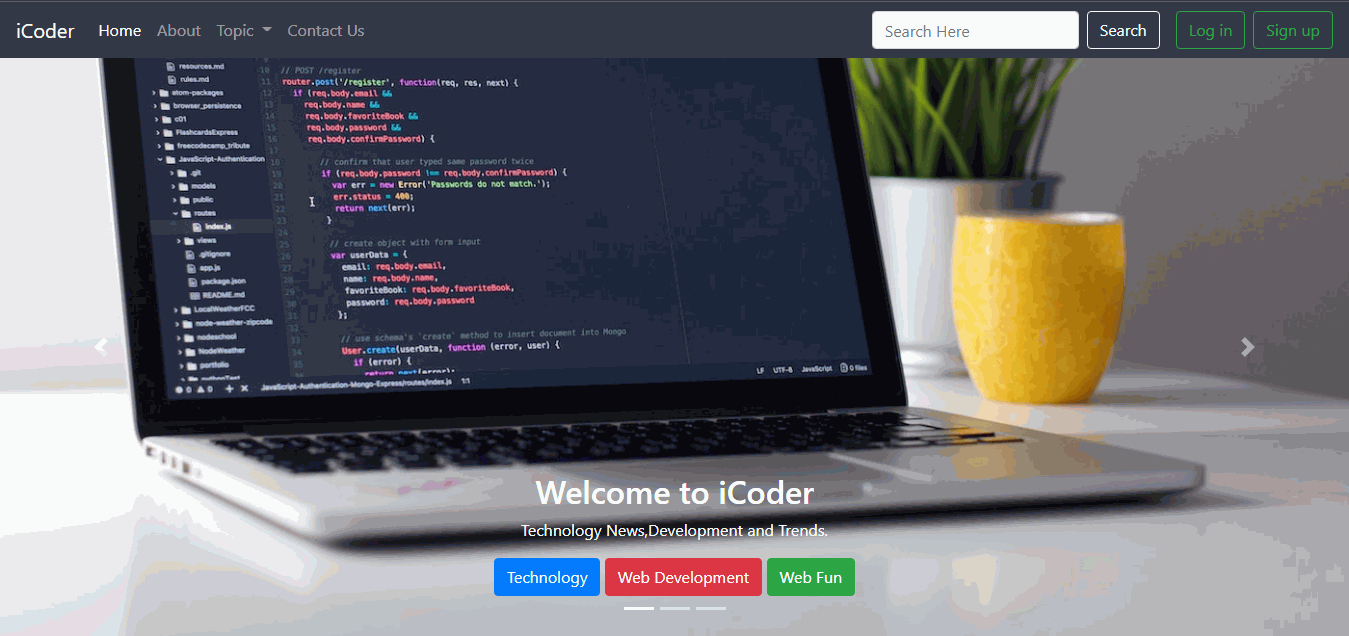 iCoder Home About Topic Contact Us Search Here Search Log in Sign up
resources.md
rules.md
atom-packages
browser_persistence
c01
FlashcardsExpress
freecodecamp_tribute
JavaScript-Authentication
.git
models
public
routes
index.js
views
.gitignore
app.js
package.json
README.md
LocalWeatherFCC
node-weather-zipcode
nodeschool
NodeWeather
portfolio
pythonTest
10 // POST /register
11 router.post('/register', function(req, res, next) {
12 if (req.body.email &&
13 req.body.name &&
14 req.body.favoriteBook &&
15 req.body.password &&
16 req.body.confirmPassword) {
17
18 // confirm that user typed same password twice
19 if (req.body.password !== req.body.confirmPassword) {
20 var err = new Error('Passwords do not match.');
21 err.status = 400;
22 return next(err);
23 }
24
25 // create object with form input
26 var userData = {
27 email: req.body.email,
28 name: req.body.name,
29 favoriteBook: req.body.favoriteBook,
30 password: req.body.password
31 };
32
33 // use schema's `create` method to insert document into Mongo
34 User.create(userData, function (error, user) {
35 if (error) {
return next(error);
0 0 + × JavaScript-Authentication-Mongo-Express/routes/index.js 1:1 LF UTF-8 JavaScript 0 files
Welcome to iCoder
Technology News,Development and Trends.
Technology Web Development Web Fun